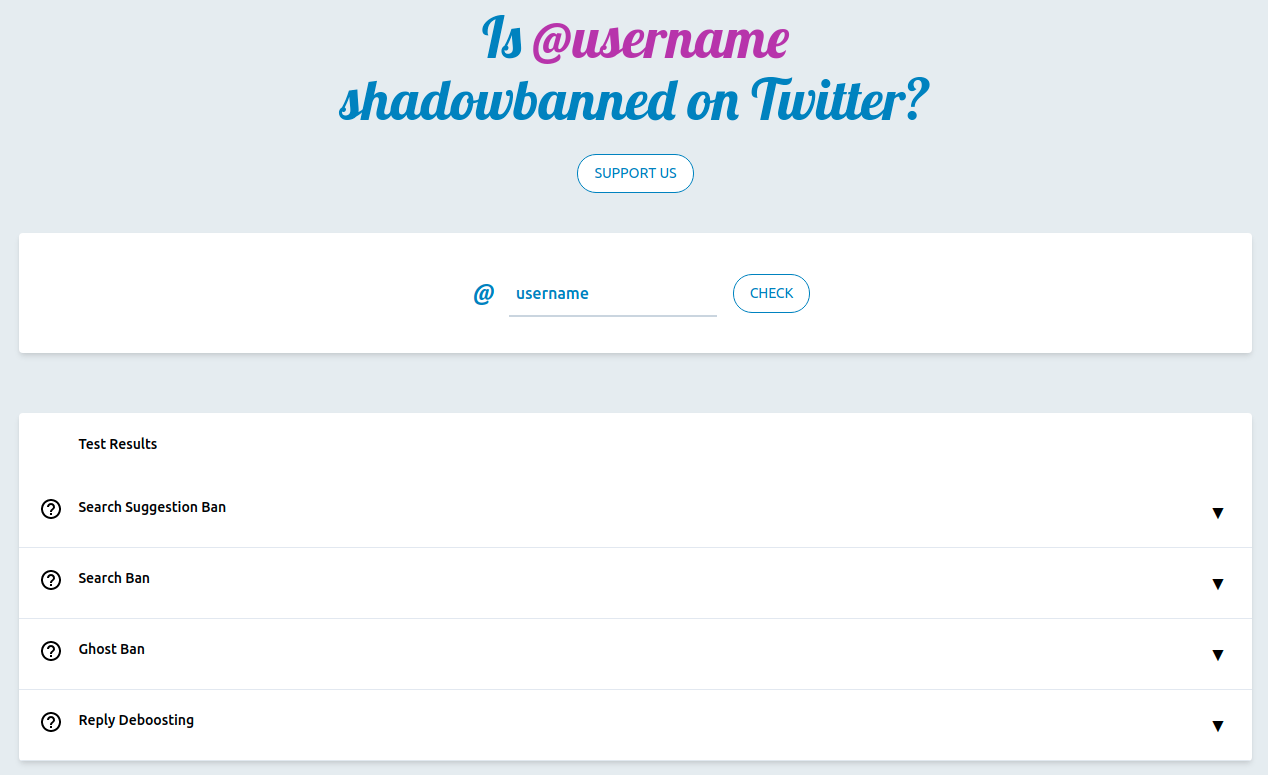 Is @username
shadowbanned on Twitter?
SUPPORT US
@ username CHECK
Test Results
Search Suggestion Ban
Search Ban
Ghost Ban
Reply Deboosting